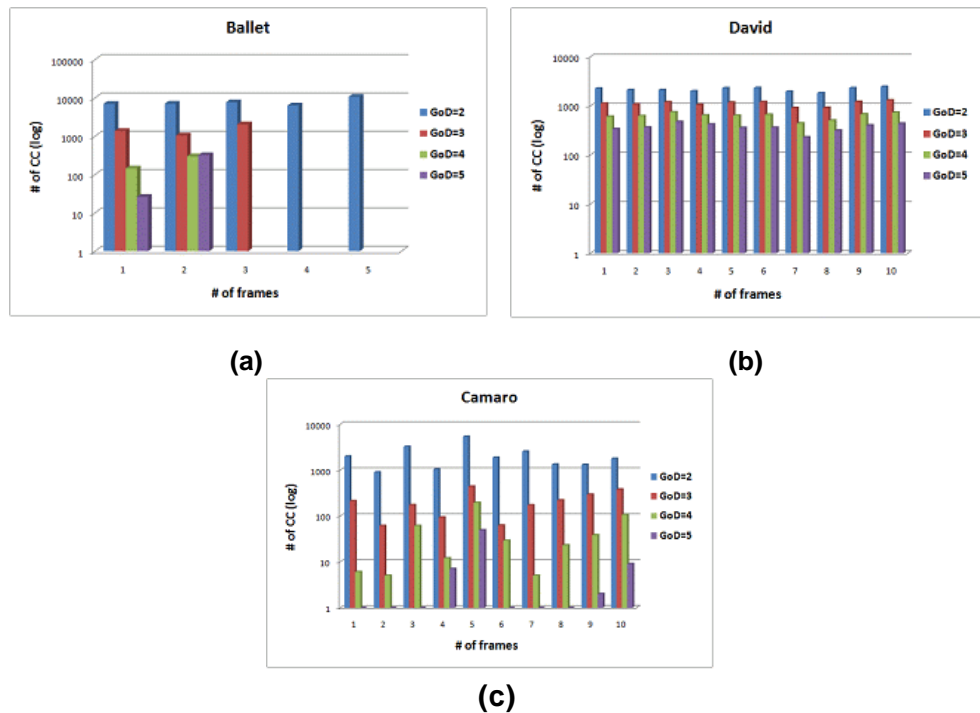 Ballet
# of CC (log)
100000
10000
1000
100
10
1
1 2 3 4 5
# of frames
GoD=2
GoD=3
GoD=4
GoD=5
(a)
David
# of CC (log)
10000
1000
100
10
1
1 2 3 4 5 6 7 8 9 10
# of frames
GoD=2
GoD=3
GoD=4
GoD=5
(b)
Camaro
# of CC (log)
10000
1000
100
10
1
1 2 3 4 5 6 7 8 9 10
# of frames
GoD=2
GoD=3
GoD=4
GoD=5
(c)